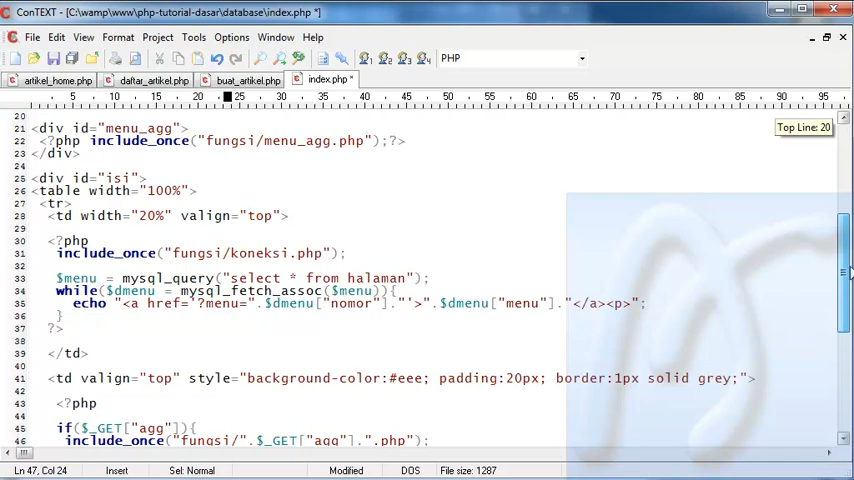 ConTEXT - [C:\wamp\www\php-tutorial-dasar\database\index.php *]
File Edit View Format Project Tools Options Window Help
PHP
artikel_home.php daftar_artikel.php buat_artikel.php index.php *
5 10 15 20 25 30 35 40 45 50 55 60 65 70 75 80 85 90 95
Top Line: 20
20
21 <div id="menu_agg">
22 <?php include_once("fungsi/menu_agg.php");?>
23 </div>
24
25 <div id="isi">
26 <table width="100%">
27 <tr>
28 <td width="20%" valign="top">
29
30 <?php
31 include_once("fungsi/koneksi.php");
32
33 $menu = mysql_query("select * from halaman");
34 while($dmenu = mysql_fetch_assoc($menu)){
35 echo "<a href='?menu=".$dmenu["nomor"]."'>".$dmenu["menu"]."</a><p>";
36 }
37 ?>
38
39 </td>
40
41 <td valign="top" style="background-color:#eee; padding:20px; border:1px solid grey;">
42
43 <?php
44
45 if($_GET["agg"]){
46 include_once("fungsi/".$_GET["agg"].".php");
Ln 47, Col 24 Insert Sel: Normal Modified DOS File size: 1287